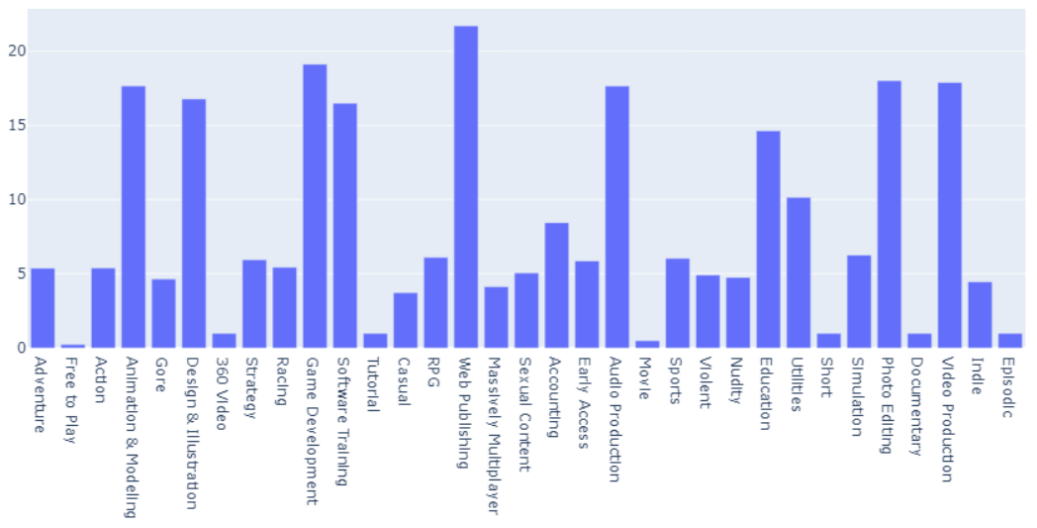 20
15
10
5
0
Adventure
Free to Play
Action
Animation & Modeling
Gore
Design & Illustration
360 Video
Strategy
Racing
Game Development
Software Training
Tutorial
Casual
RPG
Web Publishing
Massively Multiplayer
Sexual Content
Accounting
Early Access
Audio Production
Movie
Sports
Violent
Nudity
Education
Utilities
Short
Simulation
Photo Editing
Documentary
Video Production
Indie
Episodic